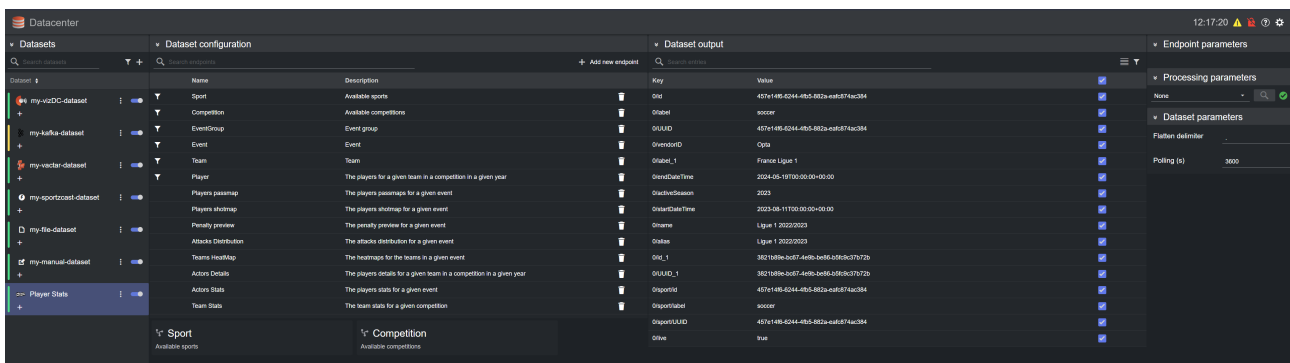 Datacenter
12:17:20
Datasets
Search datasets
Dataset
my-vizDC-dataset
+
my-kafka-dataset
+
my-vactar-dataset
+
my-sportzcast-dataset
+
my-file-dataset
+
my-manual-dataset
+
Player Stats
+
Dataset configuration
Search endpoints
+ Add new endpoint
Name Description
Sport Available sports
Competition Available competitions
EventGroup Event group
Event Event
Team Team
Player The players for a given team in a competition in a given year
Players passmap The players passmaps for a given event
Players shotmap The players shotmap for a given event
Penalty preview The penalty preview for a given event
Attacks Distribution The attacks distribution for a given event
Teams HeatMap The heatmaps for the teams in a given event
Actors Details The players details for a given team in a competition in a given year
Actors Stats The players stats for a given event
Team Stats The team stats for a given competition
Sport
Available sports
Competition
Available competitions
Dataset output
Search entries
Key Value
0/id 457e14f6-6244-4fb5-882a-eafc874ac384
0/label soccer
0/UUID 457e14f6-6244-4fb5-882a-eafc874ac384
0/vendorID Opta
0/label_1 France Ligue 1
0/endDateTime 2024-05-19T00:00:00+00:00
0/activeSeason 2023
0/startDateTime 2023-08-11T00:00:00+00:00
0/name Ligue 1 2022/2023
0/alias Ligue 1 2022/2023
0/id_1 3821b89e-bc67-4e9b-be86-b5fc9c37b72b
0/UUID_1 3821b89e-bc67-4e9b-be86-b5fc9c37b72b
0/sport/id 457e14f6-6244-4fb5-882a-eafc874ac384
0/sport/label soccer
0/sport/UUID 457e14f6-6244-4fb5-882a-eafc874ac384
0/live true
Endpoint parameters
Processing parameters
None
Dataset parameters
Flatten delimiter
Polling (s) 3600